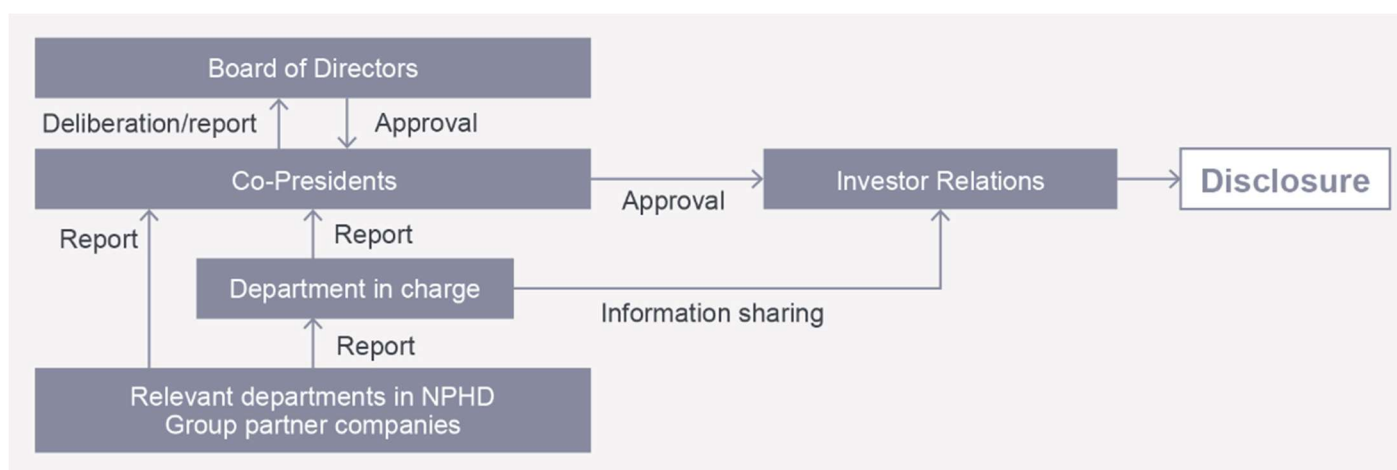 Board of Directors
Deliberation/report
Approval
Co-Presidents
Approval
Investor Relations
Disclosure
Report
Report
Department in charge
Information sharing
Report
Relevant departments in NPHD
Group partner companies